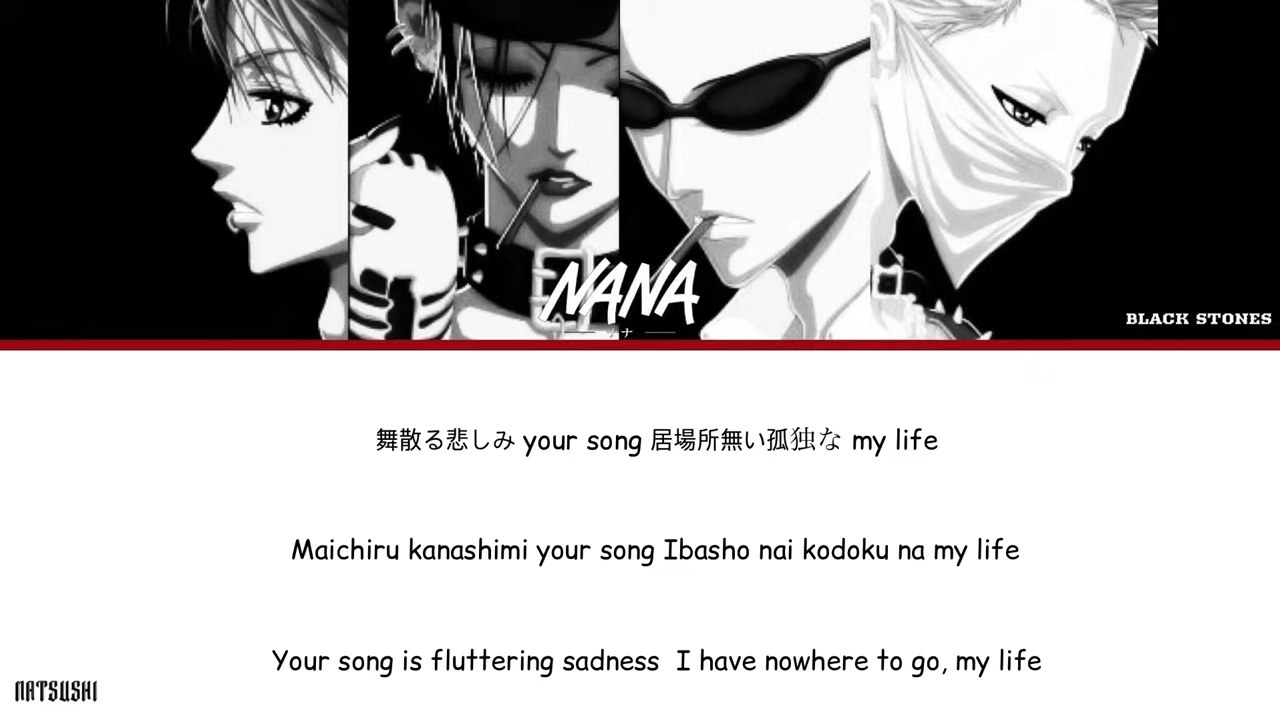 NANA
ナナ
BLACK STONES
舞散る悲しみ your song 居場所無い孤独な my life
Maichiru kanashimi your song Ibasho nai kodoku na my life
Your song is fluttering sadness  I have nowhere to go, my life
NATSUSHI